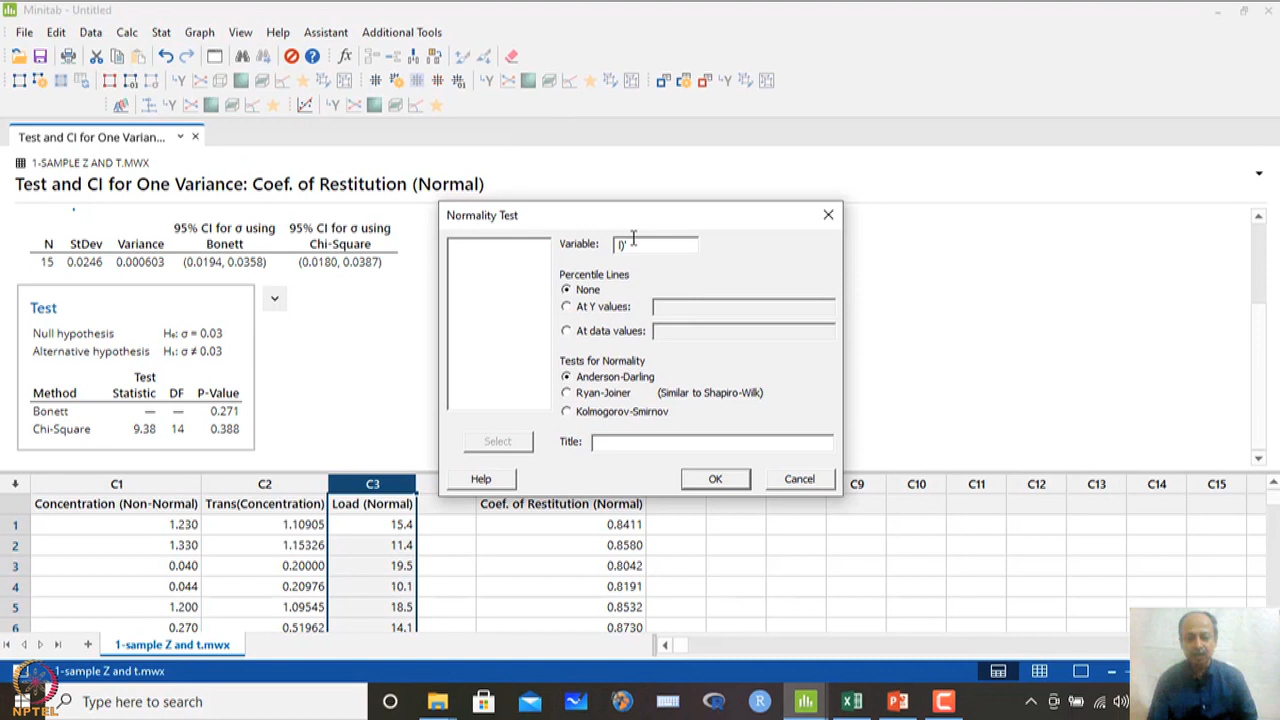 Minitab - Untitled
File Edit Data Calc Stat Graph View Help Assistant Additional Tools
Test and CI for One Varian...
1-SAMPLE Z AND T.MWX
Test and CI for One Variance: Coef. of Restitution (Normal)
95% CI for σ using 95% CI for σ using
N StDev Variance Bonett Chi-Square
15 0.0246 0.000603 (0.0194, 0.0358) (0.0180, 0.0387)
Test
Null hypothesis H₀: σ = 0.03
Alternative hypothesis H₁: σ ≠ 0.03
Test
Method Statistic DF P-Value
Bonett — — 0.271
Chi-Square 9.38 14 0.388
Normality Test
Variable: l)'
Percentile Lines
None
At Y values:
At data values:
Tests for Normality
Anderson-Darling
Ryan-Joiner (Similar to Shapiro-Wilk)
Kolmogorov-Smirnov
Select
Title:
Help OK Cancel
C1 C2 C3 C9 C10 C11 C12 C13 C14 C15
Concentration (Non-Normal) Trans(Concentration) Load (Normal) Coef. of Restitution (Normal)
1 1.230 1.10905 15.4 0.8411
2 1.330 1.15326 11.4 0.8580
3 0.040 0.20000 19.5 0.8042
4 0.044 0.20976 10.1 0.8191
5 1.200 1.09545 18.5 0.8532
6 0.270 0.51962 14.1 0.8730
1-sample Z and t.mwx
1-sample Z and t.mwx
Type here to search
NPTEL